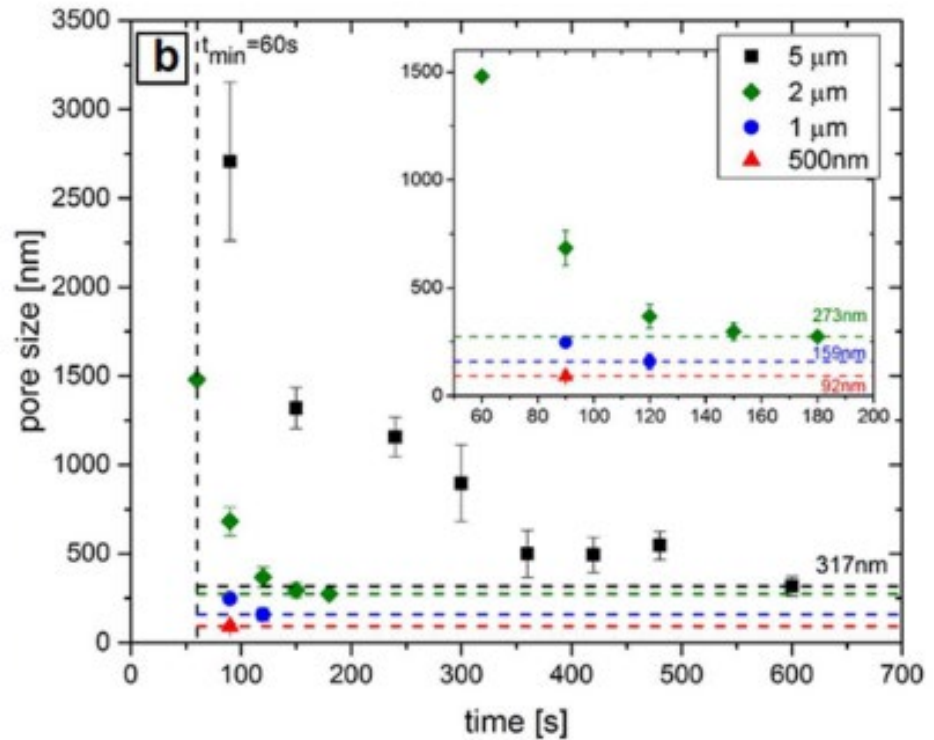 b
t_min=60s
5 μm
2 μm
1 μm
500nm
3500
3000
2500
2000
1500
1000
500
0
pore size [nm]
1500
1000
500
0
273nm
159nm
92nm
60 80 100 120 140 160 180 200
317nm
0 100 200 300 400 500 600 700
time [s]